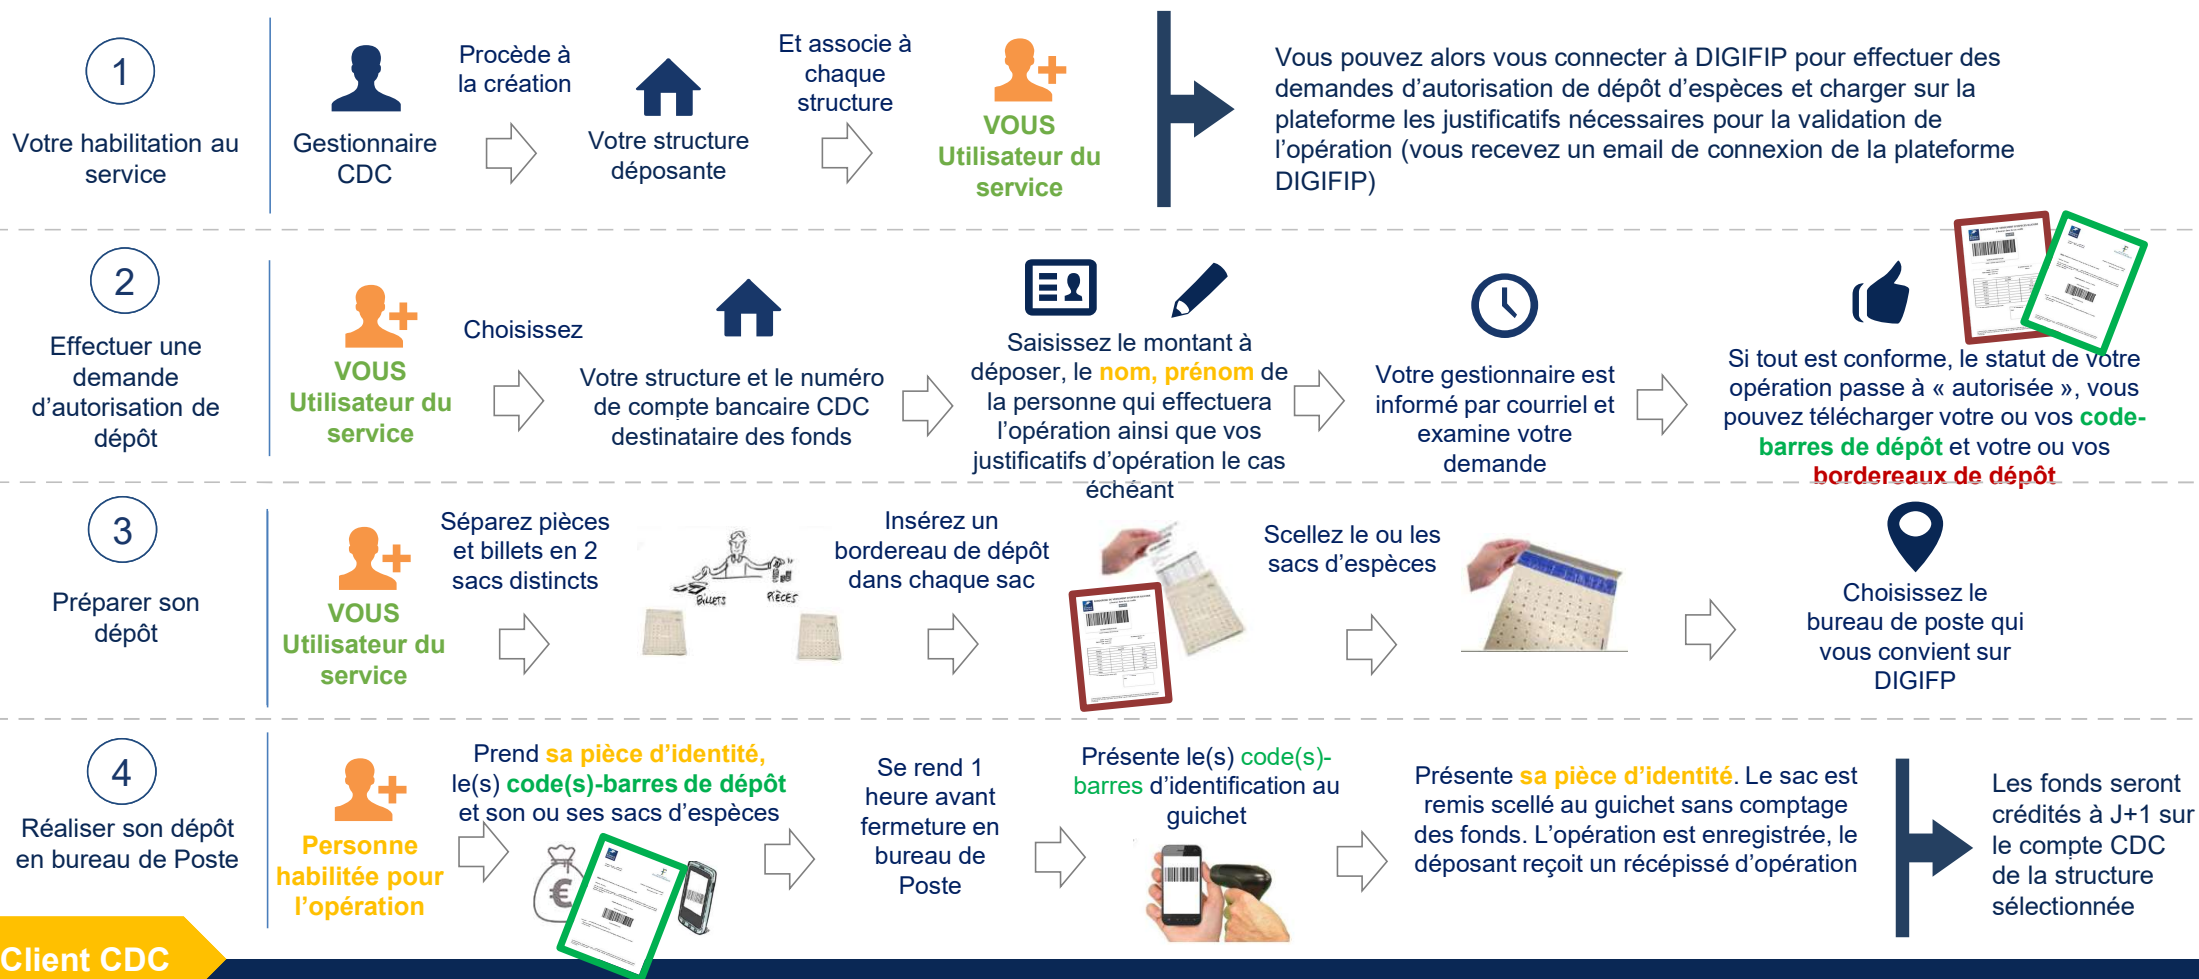 1
Votre habilitation au
service
Gestionnaire
CDC
Procède à
la création
Votre structure
déposante
Et associe à
chaque
structure
VOUS
Utilisateur du
service
Vous pouvez alors vous connecter à DIGIFIP pour effectuer des
demandes d’autorisation de dépôt d’espèces et charger sur la
plateforme les justificatifs nécessaires pour la validation de
l’opération (vous recevez un email de connexion de la plateforme
DIGIFIP)
2
Effectuer une
demande
d’autorisation de
dépôt
VOUS
Utilisateur du
service
Choisissez
Votre structure et le numéro
de compte bancaire CDC
destinataire des fonds
Saisissez le montant à
déposer, le nom, prénom de
la personne qui effectuera
l’opération ainsi que vos
justificatifs d’opération le cas
échéant
Votre gestionnaire est
informé par courriel et
examine votre
demande
Si tout est conforme, le statut de votre
opération passe à « autorisée », vous
pouvez télécharger votre ou vos code-
barres de dépôt et votre ou vos
bordereaux de dépôt
3
Préparer son
dépôt
VOUS
Utilisateur du
service
Séparez pièces
et billets en 2
sacs distincts
BILLETS
PIÈCES
Insérez un
bordereau de dépôt
dans chaque sac
Scellez le ou les
sacs d’espèces
Choisissez le
bureau de poste qui
vous convient sur
DIGIFP
4
Réaliser son dépôt
en bureau de Poste
Personne
habilitée pour
l’opération
Prend sa pièce d’identité,
le(s) code(s)-barres de dépôt
et son ou ses sacs d’espèces
€
Se rend 1
heure avant
fermeture en
bureau de
Poste
Présente le(s) code(s)-
barres d’identification au
guichet
Présente sa pièce d’identité. Le sac est
remis scellé au guichet sans comptage
des fonds. L’opération est enregistrée, le
déposant reçoit un récépissé d’opération
Les fonds seront
crédités à J+1 sur
le compte CDC
de la structure
sélectionnée
Client CDC